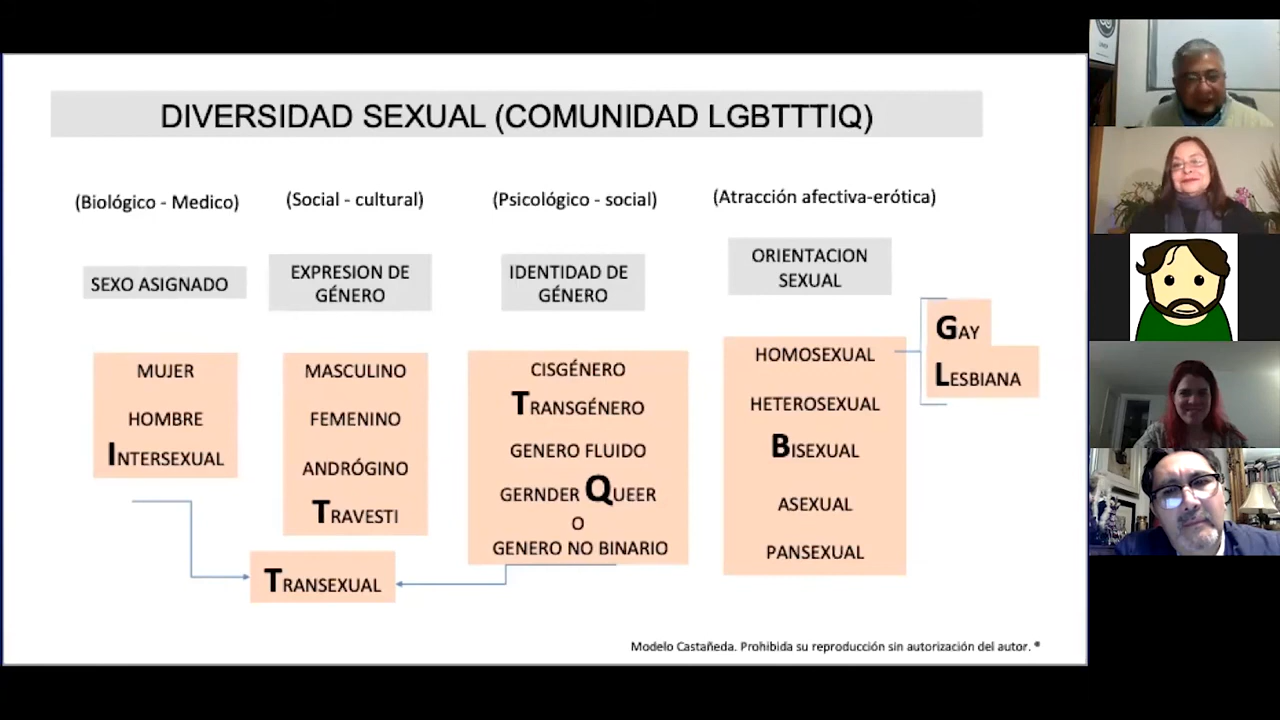 DIVERSIDAD SEXUAL (COMUNIDAD LGBTTTIQ)
(Biológico - Medico)
SEXO ASIGNADO
MUJER
HOMBRE
INTERSEXUAL
(Social - cultural)
EXPRESION DE
GÉNERO
MASCULINO
FEMENINO
ANDRÓGINO
TRAVESTI
TRANSEXUAL
(Psicológico - social)
IDENTIDAD DE
GÉNERO
CISGÉNERO
TRANSGÉNERO
GENERO FLUIDO
GERNDER QUEER
O
GENERO NO BINARIO
(Atracción afectiva-erótica)
ORIENTACION
SEXUAL
HOMOSEXUAL
HETEROSEXUAL
BISEXUAL
ASEXUAL
PANSEXUAL
GAY
LESBIANA
Modelo Castañeda. Prohibida su reproducción sin autorización del autor. ®